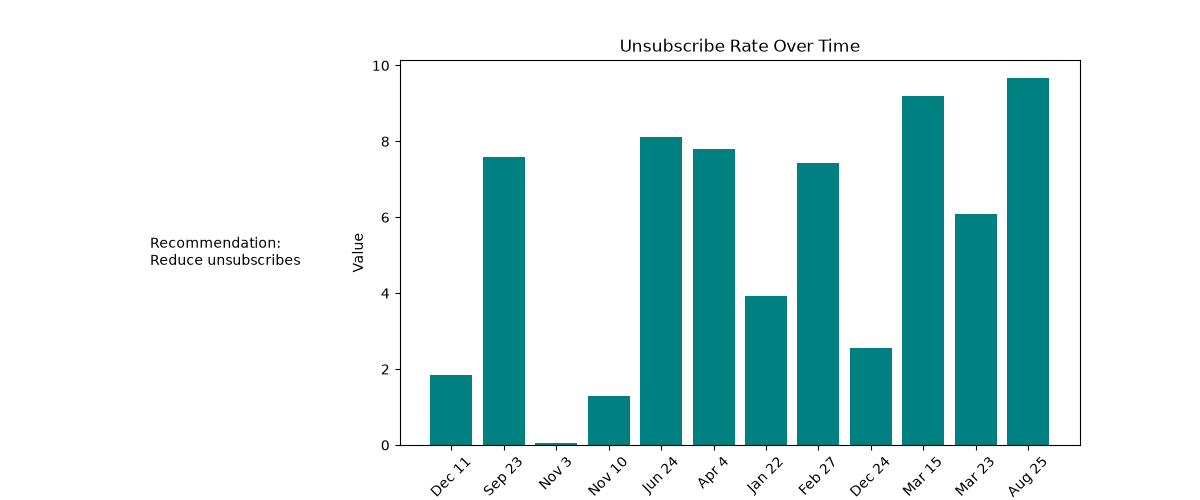 Unsubscribe Rate Over Time
Recommendation:
Reduce unsubscribes
Value
10
8
6
4
2
0
Dec 11
Sep 23
Nov 3
Nov 10
Jun 24
Apr 4
Jan 22
Feb 27
Dec 24
Mar 15
Mar 23
Aug 25